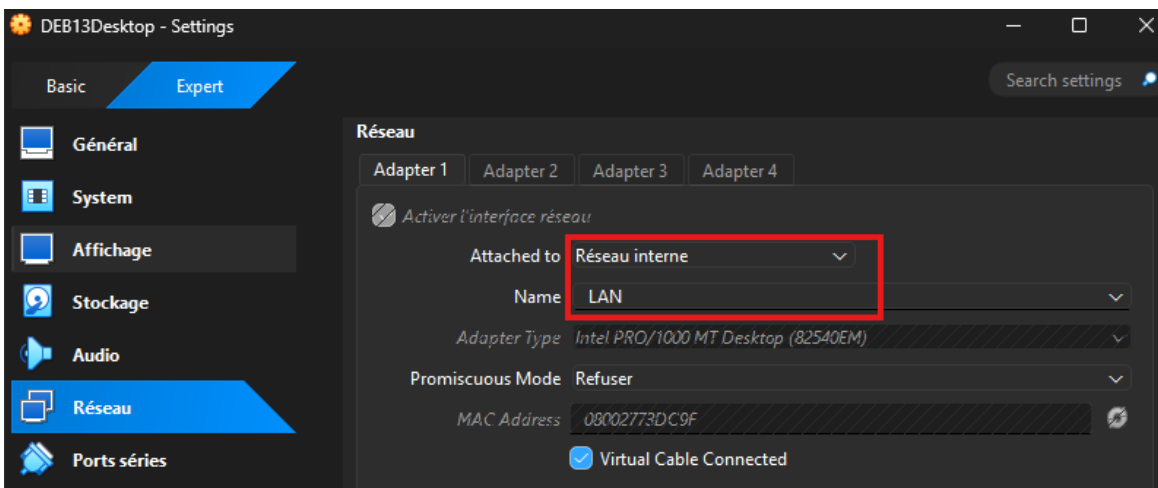 DEB13Desktop - Settings
Basic Expert Search settings
Général
System
Affichage
Stockage
Audio
Réseau
Ports séries
Réseau
Adapter 1 Adapter 2 Adapter 3 Adapter 4
Activer l'interface réseau
Attached to Réseau interne
Name LAN
Adapter Type Intel PRO/1000 MT Desktop (82540EM)
Promiscuous Mode Refuser
MAC Address 08002773DC9F
Virtual Cable Connected